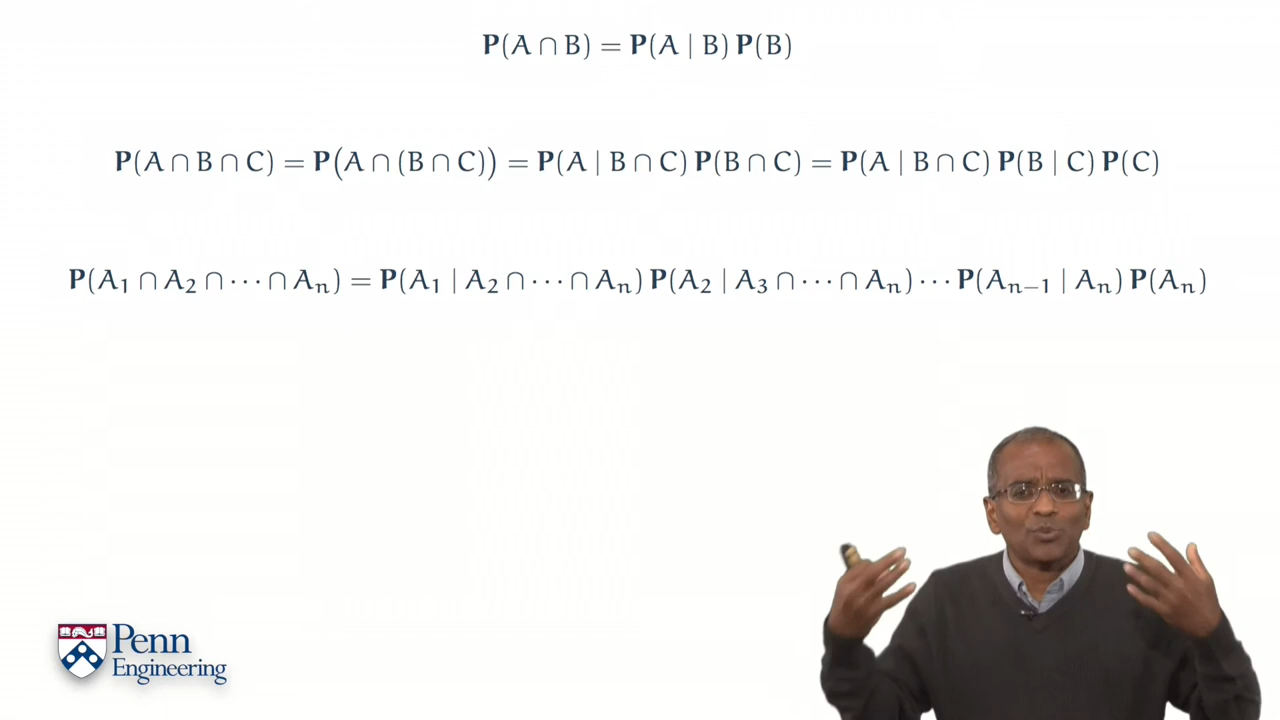 P(A ∩ B) = P(A | B) P(B)
P(A ∩ B ∩ C) = P(A ∩ (B ∩ C)) = P(A | B ∩ C) P(B ∩ C) = P(A | B ∩ C) P(B | C) P(C)
P(A₁ ∩ A₂ ∩ ⋯ ∩ Aₙ) = P(A₁ | A₂ ∩ ⋯ ∩ Aₙ) P(A₂ | A₃ ∩ ⋯ ∩ Aₙ) ⋯ P(Aₙ₋₁ | Aₙ) P(Aₙ)
Penn
Engineering